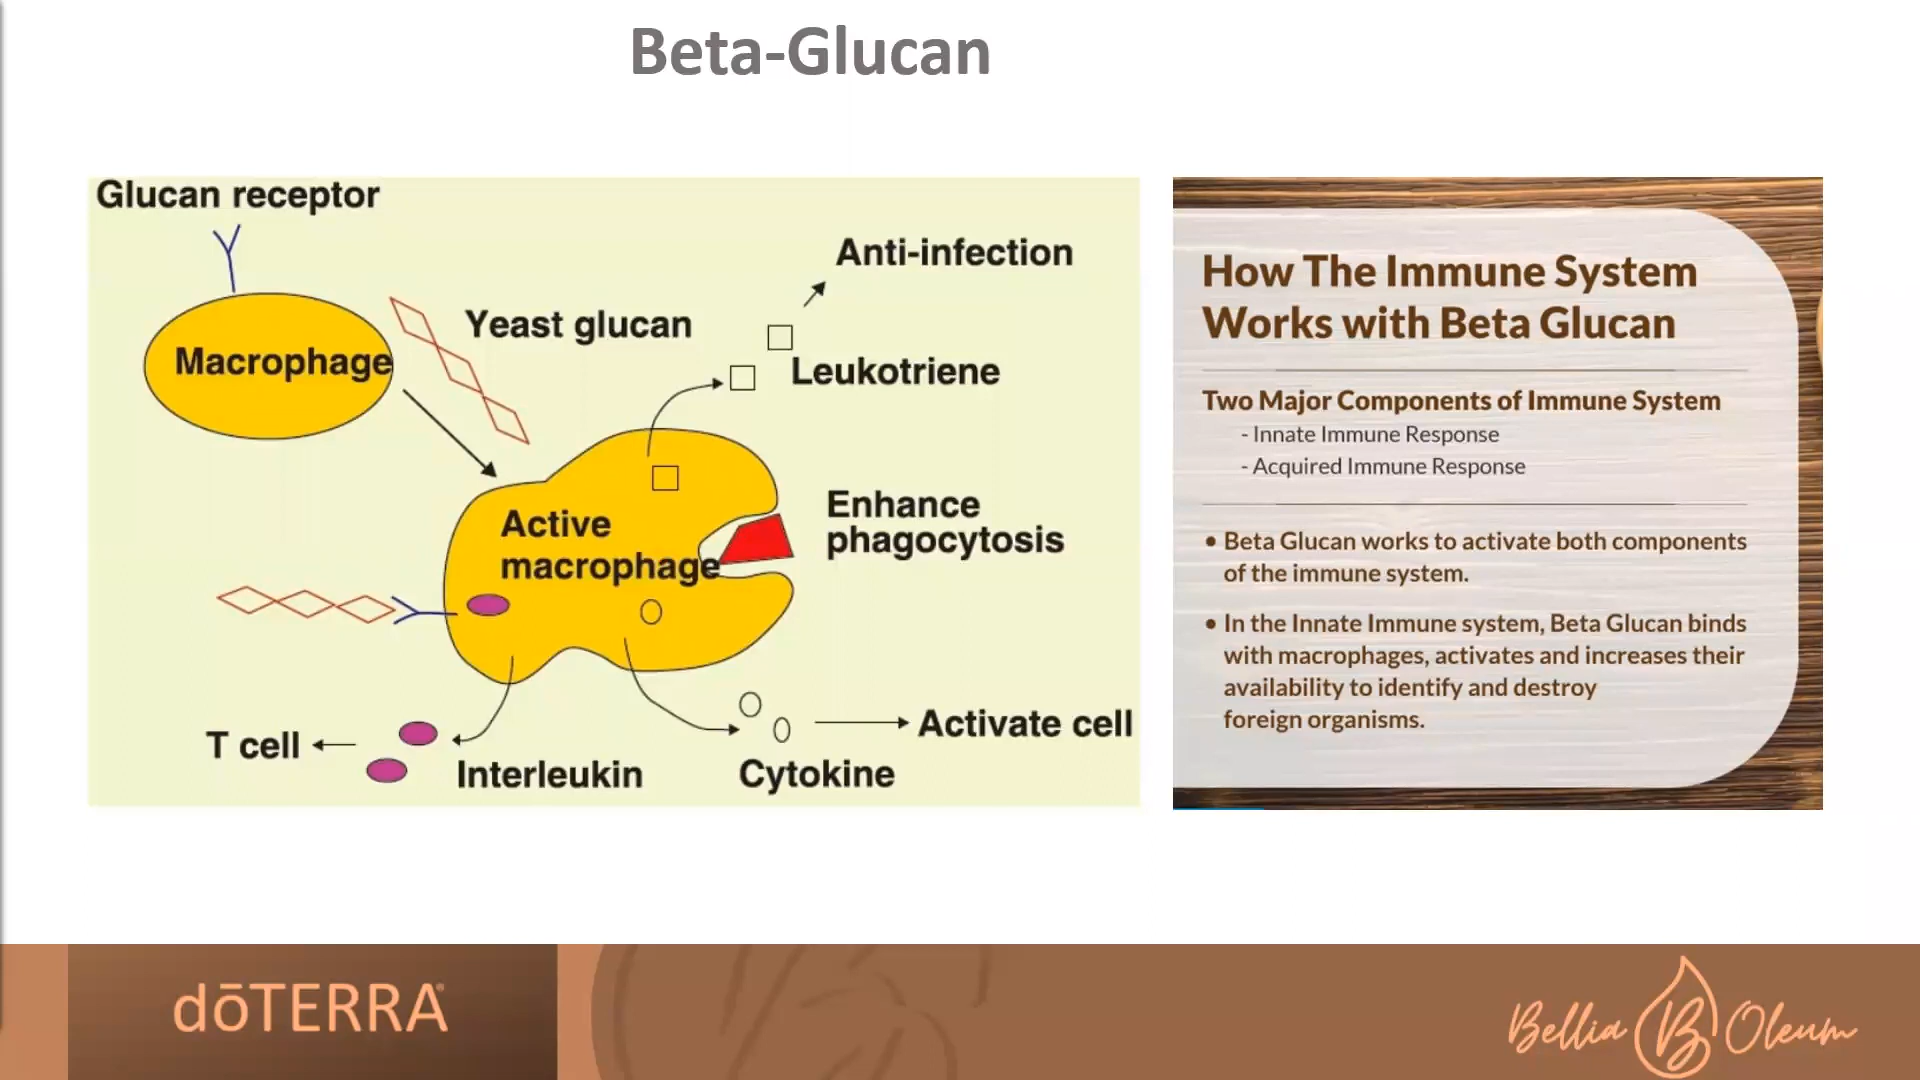 Beta-Glucan
Glucan receptor
Macrophage
Yeast glucan
Anti-infection
Leukotriene
Active
macrophage
Enhance
phagocytosis
T cell
Interleukin
Cytokine
Activate cell
How The Immune System
Works with Beta Glucan
Two Major Components of Immune System
- Innate Immune Response
- Acquired Immune Response
• Beta Glucan works to activate both components
of the immune system.
• In the Innate Immune system, Beta Glucan binds
with macrophages, activates and increases their
availability to identify and destroy
foreign organisms.
dōTERRA
Bellia B Oleum